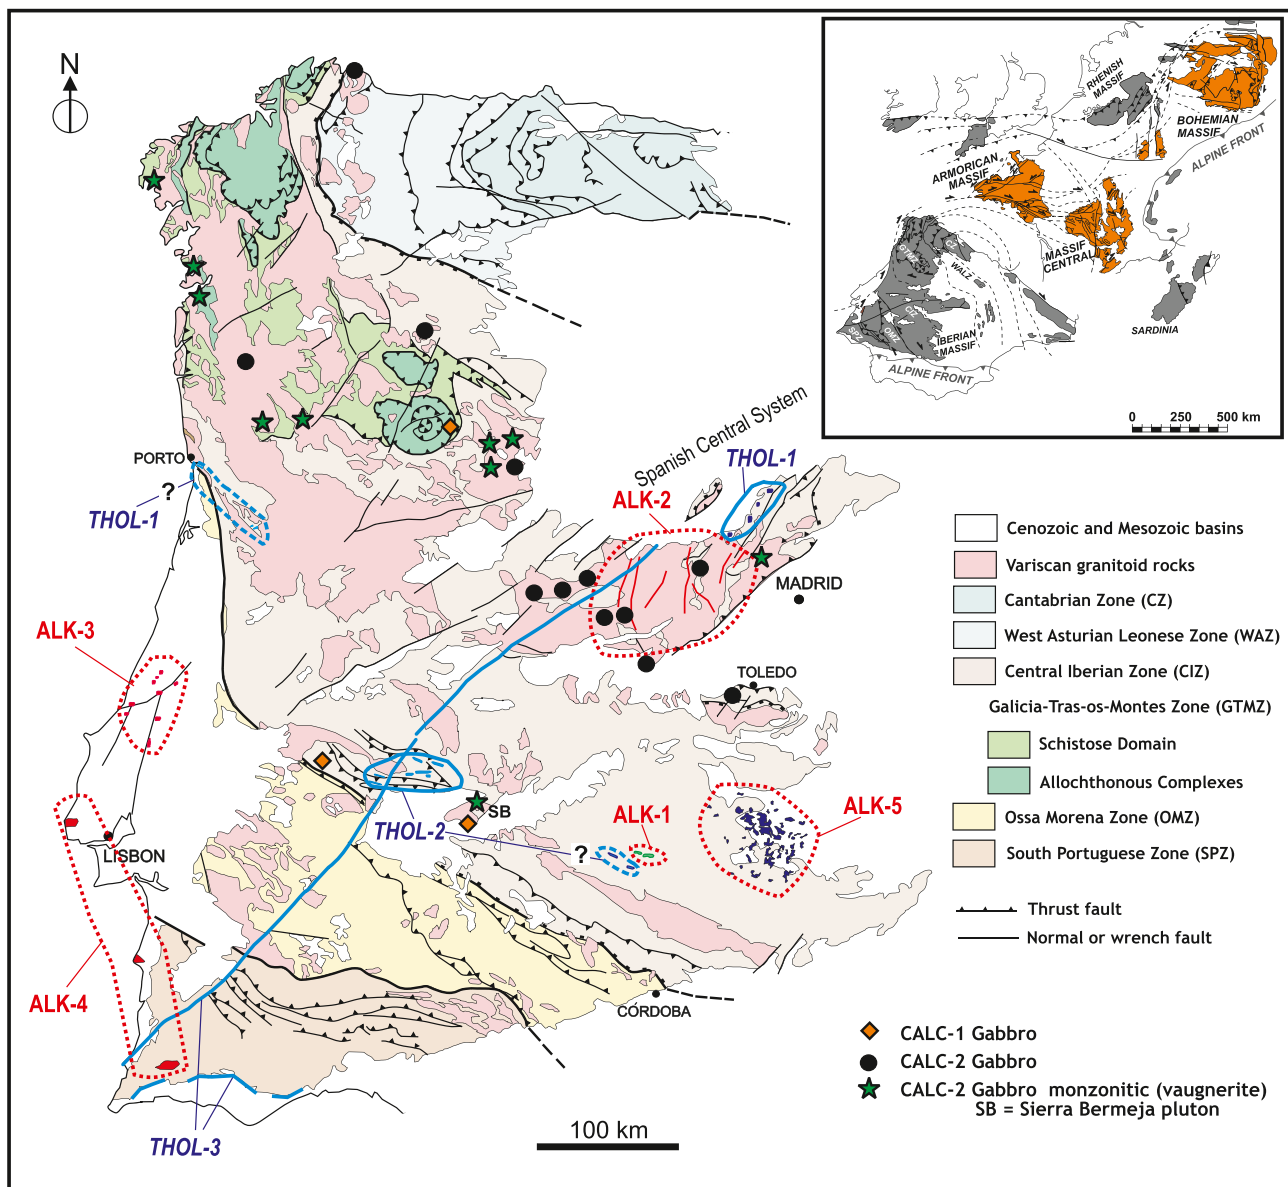 N
RHENISH
MASSIF
BOHEMIAN
MASSIF
ALPINE FRONT
ARMORICAN
MASSIF
MASSIF
CENTRAL
WALZ
CZ
GTMZ
CIZ
OMZ
IBERIAN
MASSIF
SARDINIA
ALPINE FRONT
0 250 500 km
Spanish Central System
THOL-1
ALK-2
PORTO
?
THOL-1
MADRID
ALK-3
TOLEDO
SB
THOL-2
?
ALK-1
ALK-5
LISBON
ALK-4
CÓRDOBA
THOL-3
100 km
Cenozoic and Mesozoic basins
Variscan granitoid rocks
Cantabrian Zone (CZ)
West Asturian Leonese Zone (WAZ)
Central Iberian Zone (CIZ)
Galicia-Tras-os-Montes Zone (GTMZ)
Schistose Domain
Allochthonous Complexes
Ossa Morena Zone (OMZ)
South Portuguese Zone (SPZ)
Thrust fault
Normal or wrench fault
CALC-1 Gabbro
CALC-2 Gabbro
CALC-2 Gabbro monzonitic (vaugnerite)
SB = Sierra Bermeja pluton